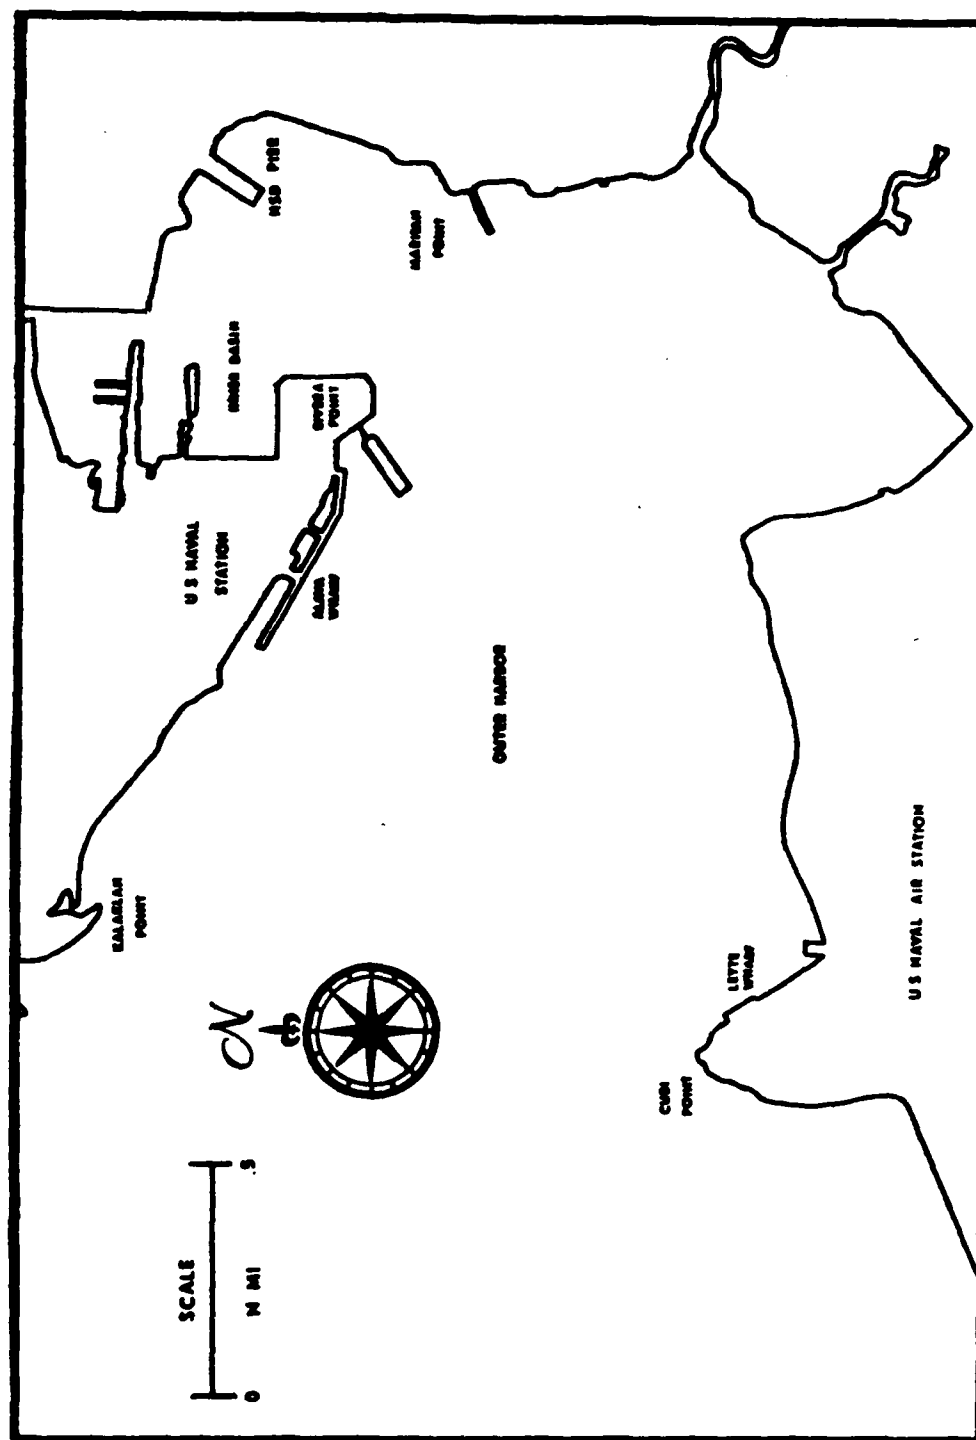 SCALE
0
.5
N MI
N
KALAKLAN
POINT
U S NAVAL
STATION
INNER BASIN
NSD PIER
ALAVA
WHARF
RIVERA
POINT
POINT
OUTER HARBOR
CUBI
POINT
LEYTE
WHARF
U S NAVAL AIR STATION